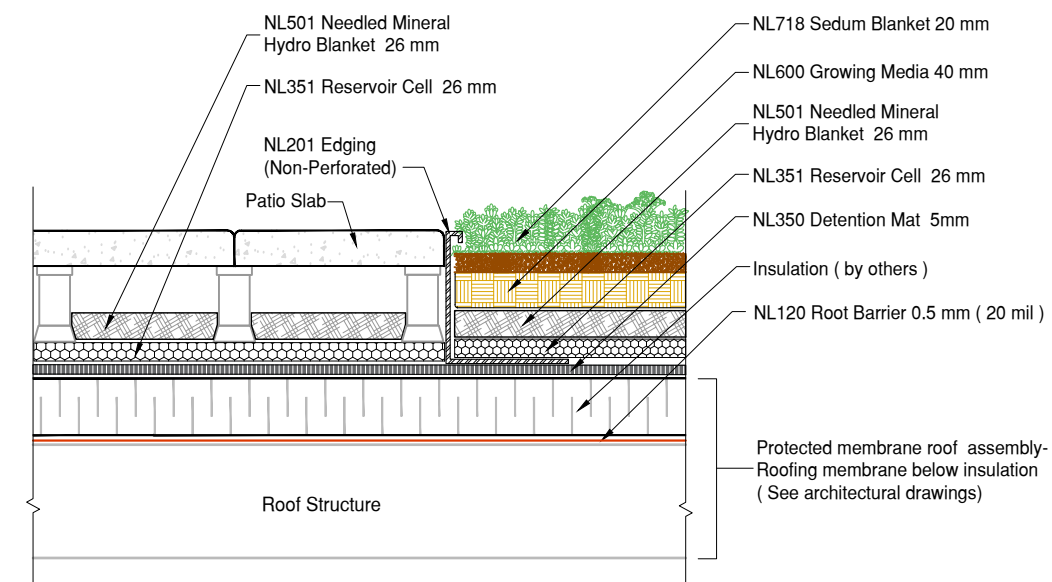 NL501 Needled Mineral
Hydro Blanket 26 mm
NL351 Reservoir Cell 26 mm
NL201 Edging
(Non-Perforated)
Patio Slab
NL718 Sedum Blanket 20 mm
NL600 Growing Media 40 mm
NL501 Needled Mineral
Hydro Blanket 26 mm
NL351 Reservoir Cell 26 mm
NL350 Detention Mat 5mm
Insulation ( by others )
NL120 Root Barrier 0.5 mm ( 20 mil )
Protected membrane roof assembly-
Roofing membrane below insulation
( See architectural drawings)
Roof Structure